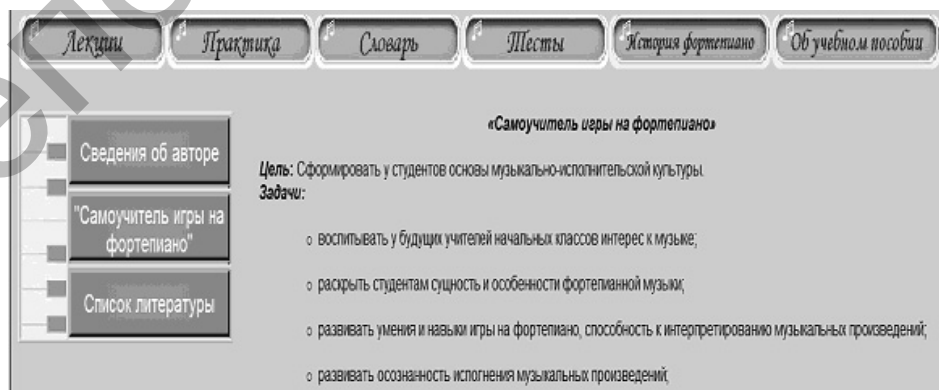 Лекции Практика Словарь Тесты История фортепиано Об учебном пособии
«Самоучитель игры на фортепиано»
Сведения об авторе
"Самоучитель игры на
фортепиано"
Список литературы
Цель: Сформировать у студентов основы музыкально-исполнительской культуры.
Задачи:
o воспитывать у будущих учителей начальных классов интерес к музыке;
o раскрыть студентам сущность и особенности фортепианной музыки;
o развивать умения и навыки игры на фортепиано, способность к интерпретированию музыкальных произведений;
o развивать осознанность испогнения музыкальных произведений;